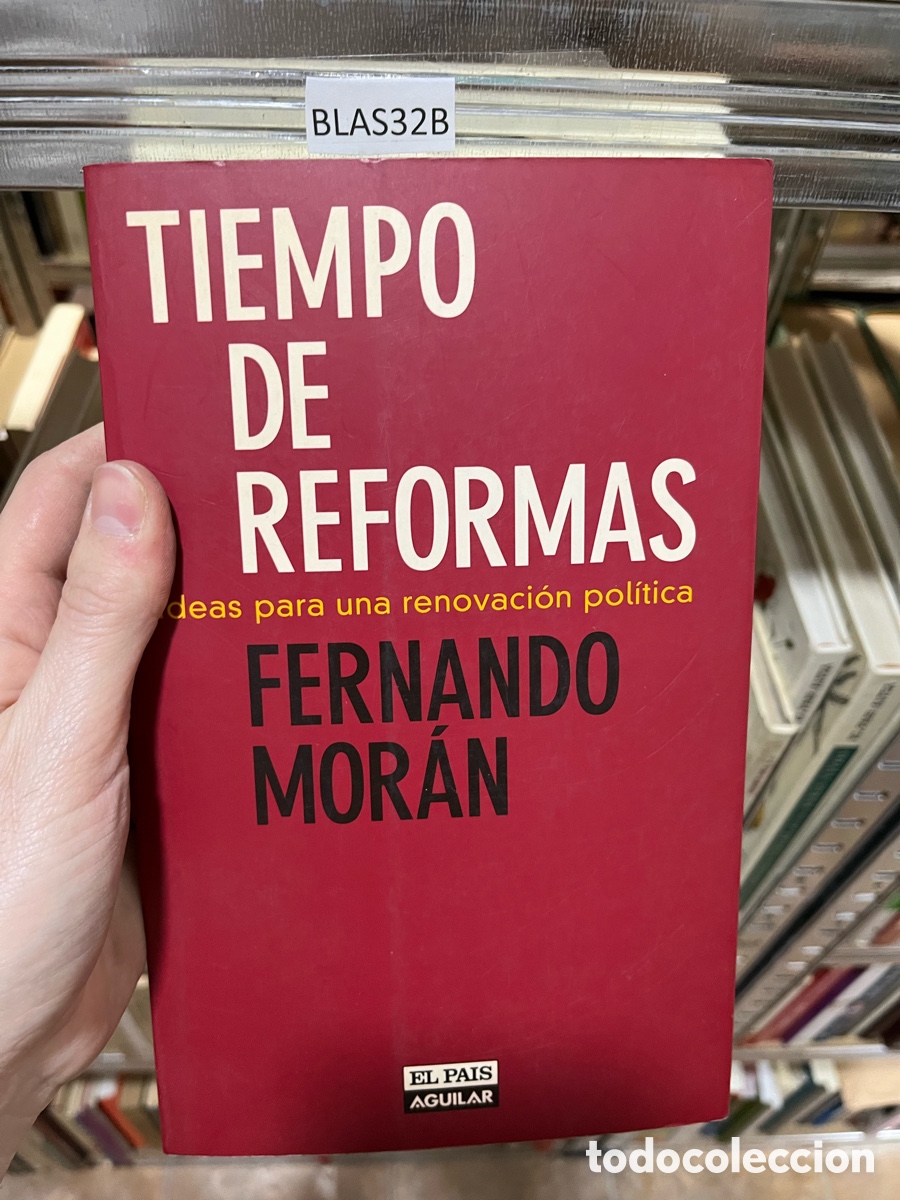 BLAS32B
TIEMPO
DE
REFORMAS
ideas para una renovación política
FERNANDO
MORÁN
EL PAIS
AGUILAR
todocoleccion